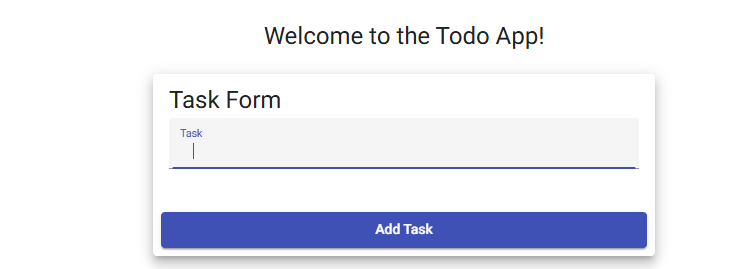 Welcome to the Todo App!
Task Form
Task
Add Task